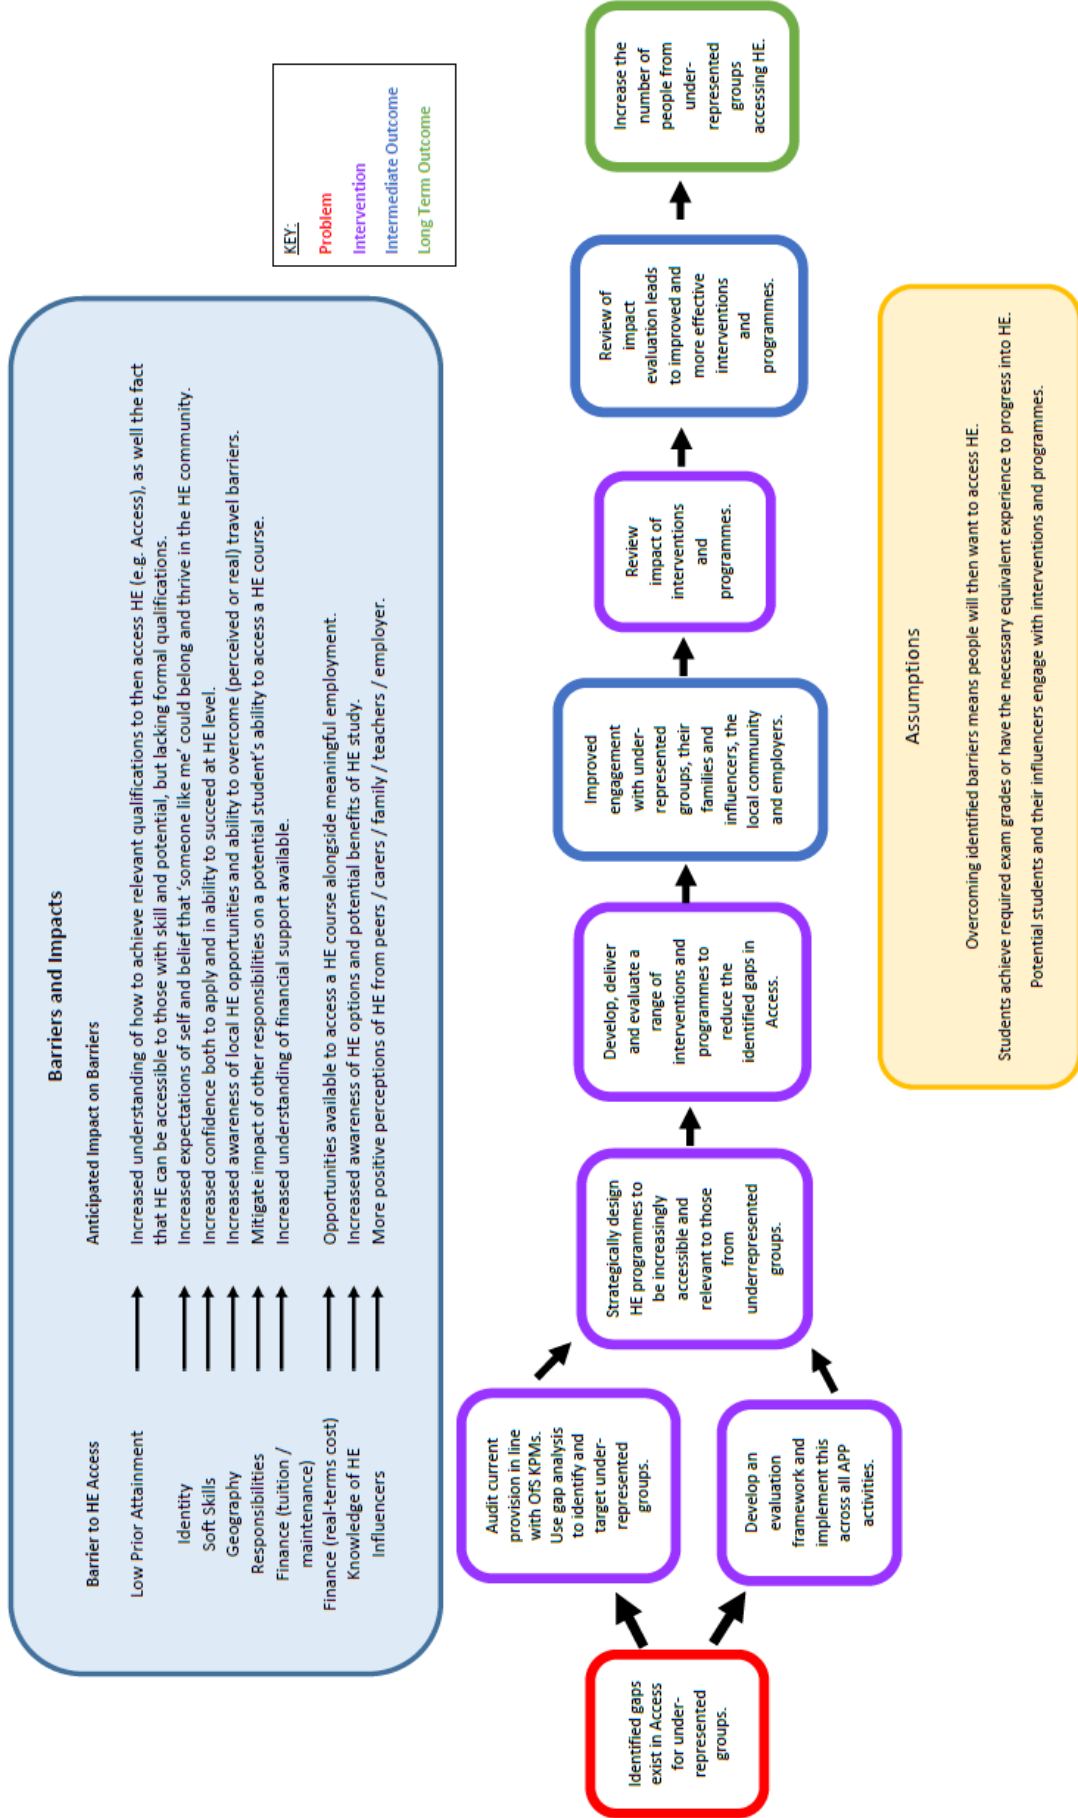 Barriers and Impacts
Barrier to HE Access
Anticipated Impact on Barriers
Low Prior Attainment
Increased understanding of how to achieve relevant qualifications to then access HE (e.g. Access), as well the fact
that HE can be accessible to those with skill and potential, but lacking formal qualifications.
Identity
Increased expectations of self and belief that ‘someone like me’ could belong and thrive in the HE community.
Soft Skills
Increased confidence both to apply and in ability to succeed at HE level.
Geography
Increased awareness of local HE opportunities and ability to overcome (perceived or real) travel barriers.
Responsibilities
Mitigate impact of other responsibilities on a potential student’s ability to access a HE course.
Finance (tuition /
maintenance)
Increased understanding of financial support available.
Finance (real-terms cost)
Opportunities available to access a HE course alongside meaningful employment.
Knowledge of HE
Increased awareness of HE options and potential benefits of HE study.
Influencers
More positive perceptions of HE from peers / carers / family / teachers / employer.
KEY:
Problem
Intervention
Intermediate Outcome
Long Term Outcome
Identified gaps
exist in Access
for under-
represented
groups.
Audit current
provision in line
with OfS KPMs.
Use gap analysis
to identify and
target under-
represented
groups.
Develop an
evaluation
framework and
implement this
across all APP
activities.
Strategically design
HE programmes to
be increasingly
accessible and
relevant to those
from
underrepresented
groups.
Develop, deliver
and evaluate a
range of
interventions and
programmes to
reduce the
identified gaps in
Access.
Improved
engagement
with under-
represented
groups, their
families and
influencers, the
local community
and employers.
Review
impact of
interventions
and
programmes.
Review of
impact
evaluation leads
to improved and
more effective
interventions
and
programmes.
Increase the
number of
people from
under-
represented
groups
accessing HE.
Assumptions
Overcoming identified barriers means people will then want to access HE.
Students achieve required exam grades or have the necessary equivalent experience to progress into HE.
Potential students and their influencers engage with interventions and programmes.